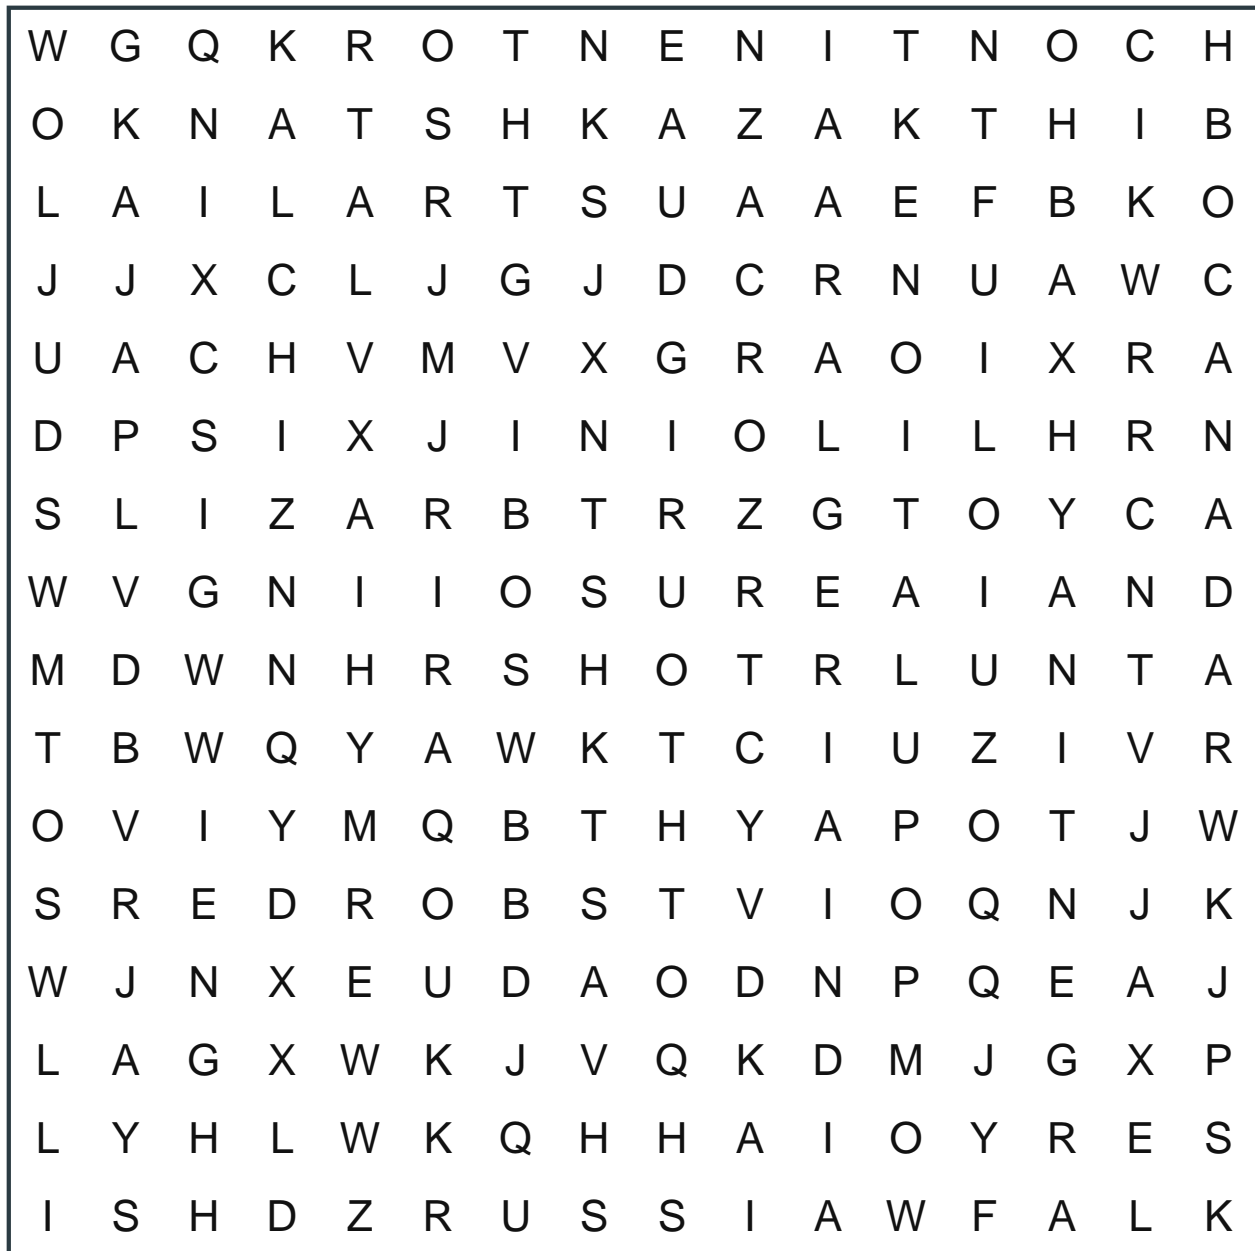 W G Q K R O T N E N I T N O C H
O K N A T S H K A Z A K T H I B
L A I L A R T S U A A E F B K O
J J X C L J G J D C R N U A W C
U A C H V M V X G R A O I X R A
D P S I X J I N I O L I L H R N
S L I Z A R B T R Z G T O Y C A
W V G N I I O S U R E A I A N D
M D W N H R S H O T R L U N T A
T B W Q Y A W K T C I U Z I V R
O V I Y M Q B T H Y A P O T J W
S R E D R O B S T V I O Q N J K
W J N X E U D A O D N P Q E A J
L A G X W K J V Q K D M J G X P
L Y H L W K Q H H A I O Y R E S
I S H D Z R U S S I A W F A L K